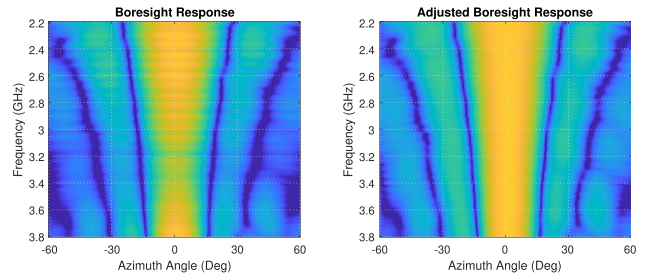 Boresight Response
2.2
2.4
2.6
2.8
3
3.2
3.4
3.6
3.8
Frequency (GHz)
-60 -30 0 30 60
Azimuth Angle (Deg)
Adjusted Boresight Response
2.2
2.4
2.6
2.8
3
3.2
3.4
3.6
3.8
Frequency (GHz)
-60 -30 0 30 60
Azimuth Angle (Deg)